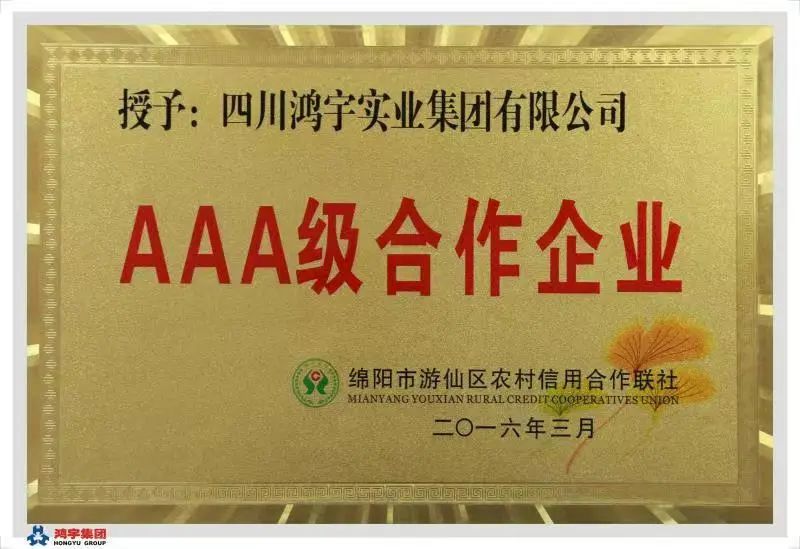 授予：四川鸿宇实业集团有限公司
AAA级合作企业
绵阳市游仙区农村信用合作联社
MIANYANG YOUXIAN RURAL CREDIT COOPERATIVES UNION
二〇一六年三月
鸿宇集团
HONGYU GROUP